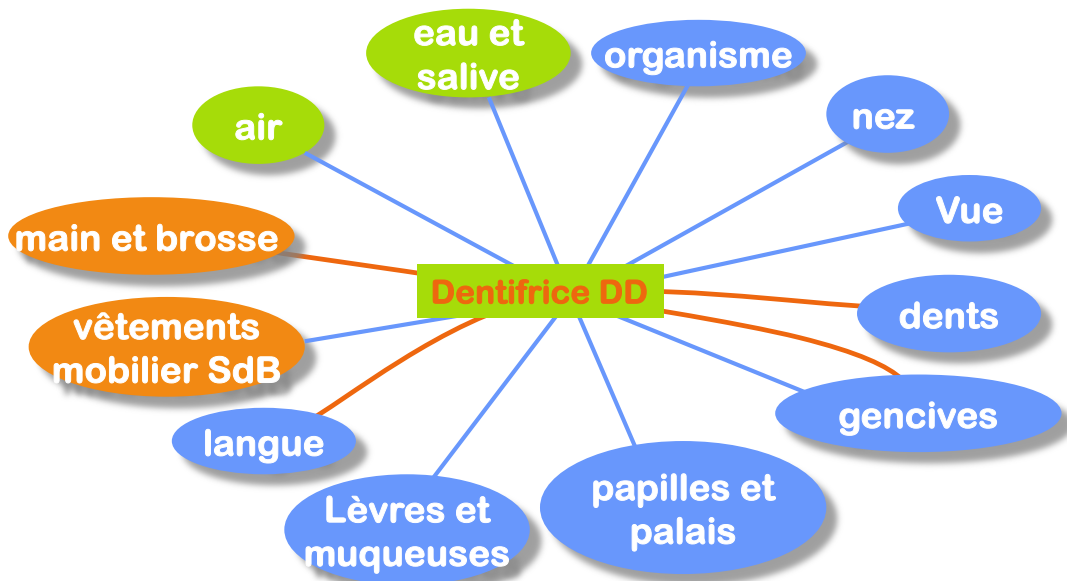 eau et
salive
organisme
air
nez
Vue
main et brosse
Dentifrice DD
dents
vêtements
mobilier SdB
gencives
langue
papilles et
palais
Lèvres et
muqueuses